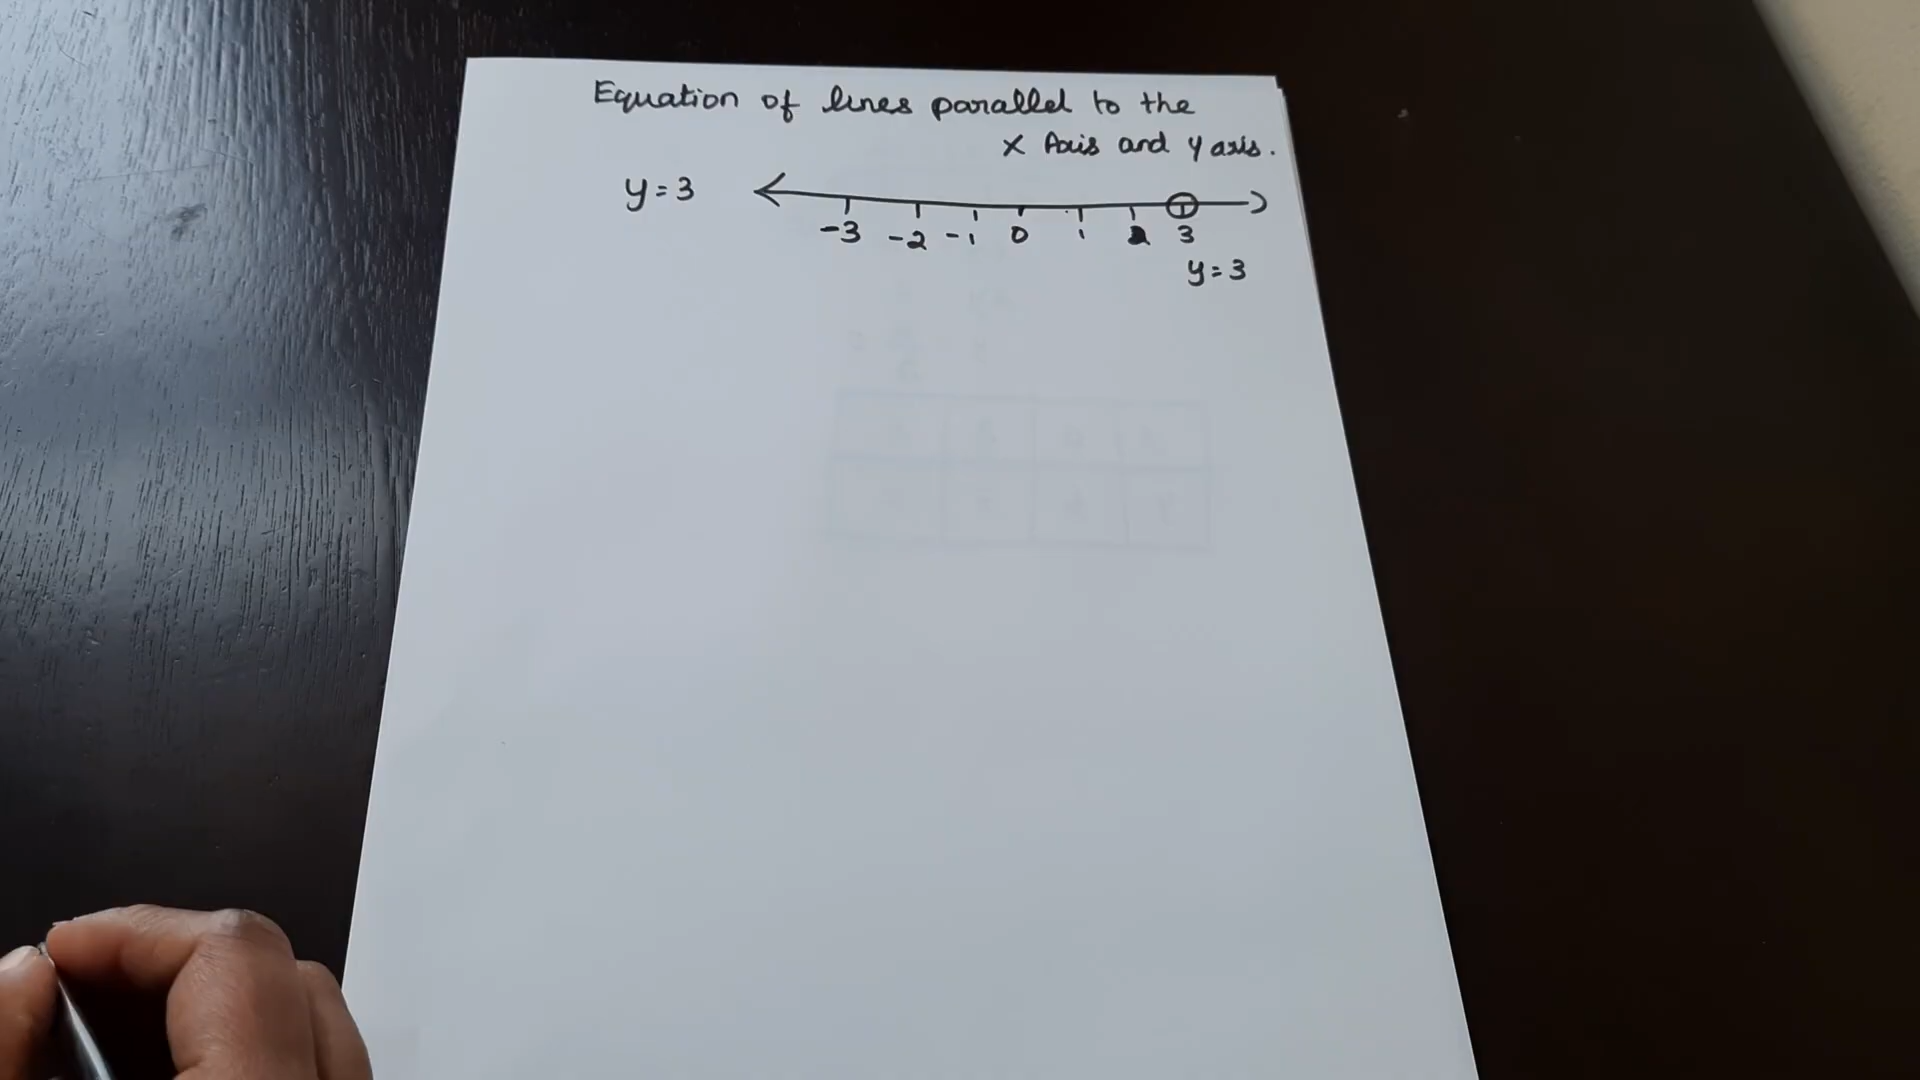 Equation of lines parallel to the
X Axis and y axis.
y = 3
-3 -2 -1 0 1 2 3
y = 3